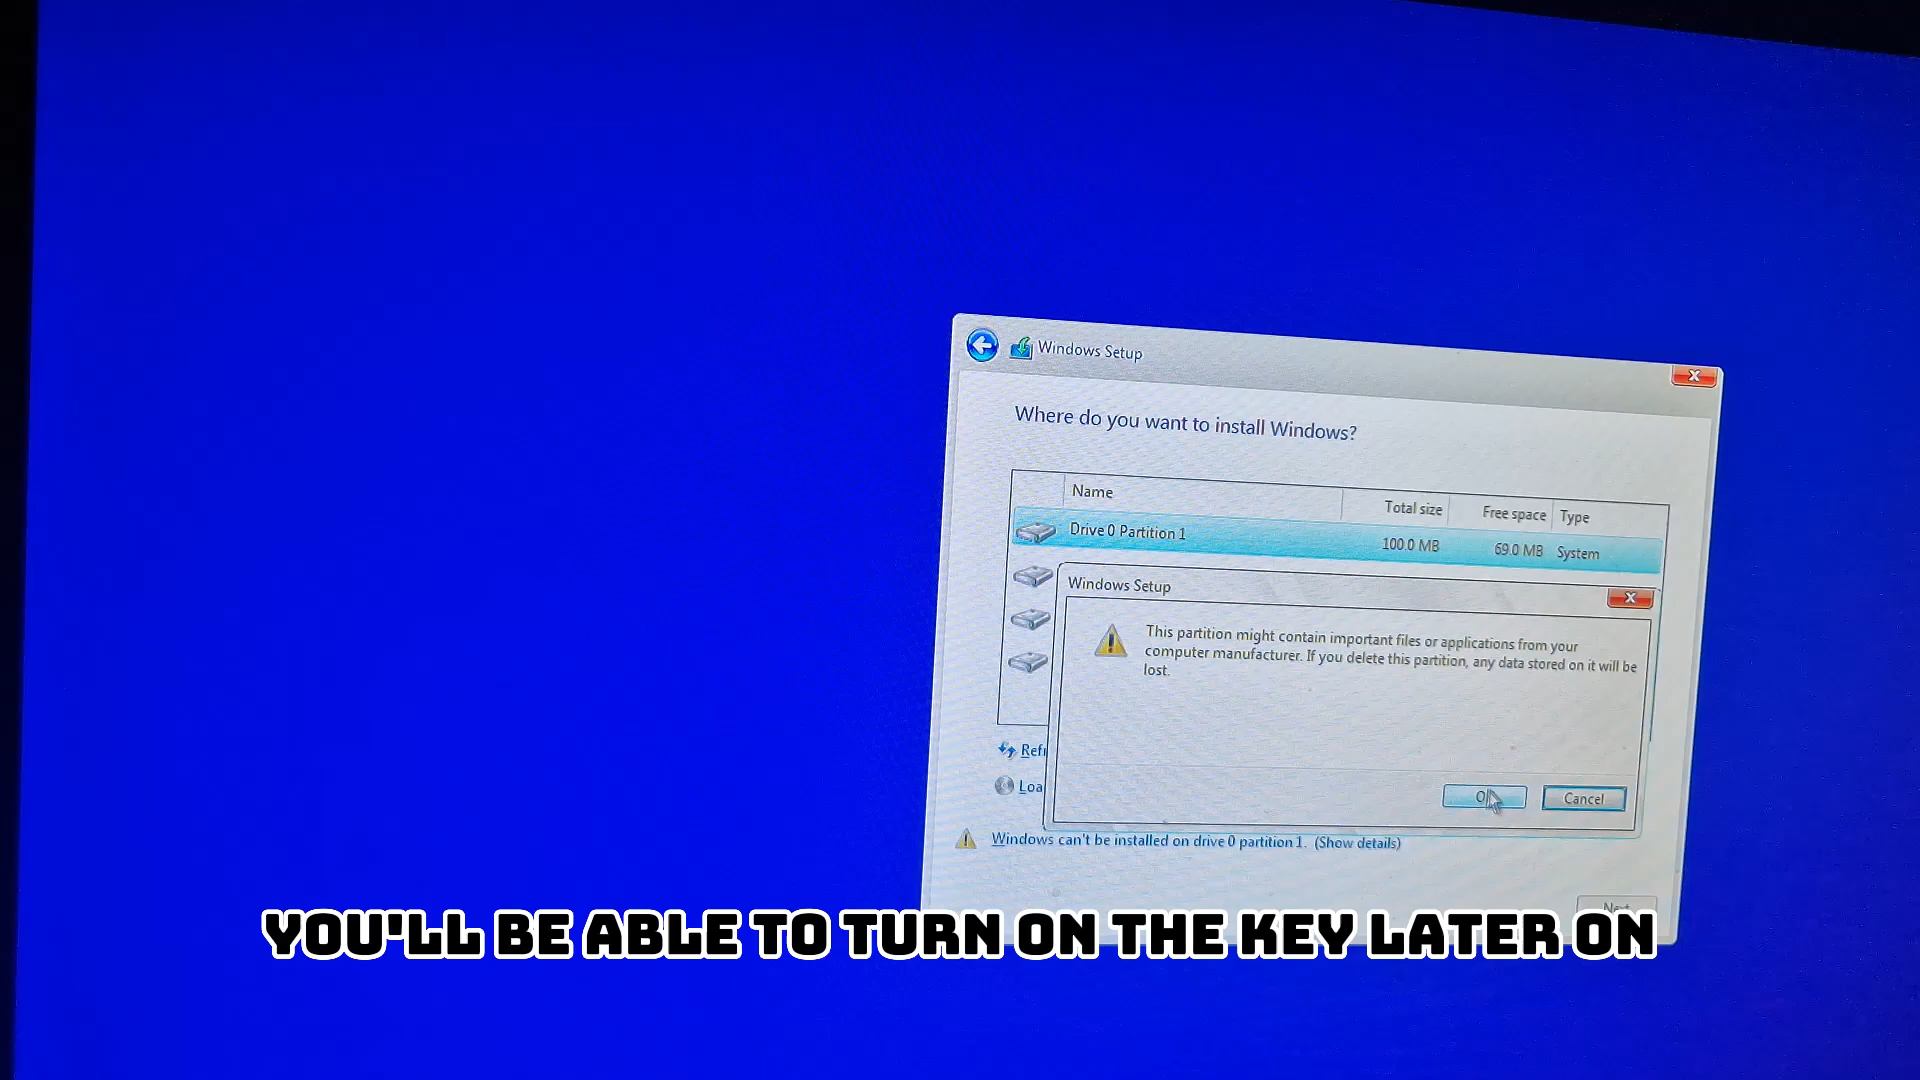 Windows Setup
Where do you want to install Windows?
Name Total size Free space Type
Drive 0 Partition 1 100.0 MB 69.0 MB System
Windows Setup
This partition might contain important files or applications from your
computer manufacturer. If you delete this partition, any data stored on it will be
lost.
Cancel
Windows can't be installed on drive 0 partition 1. (Show details)
YOU'LL BE ABLE TO TURN ON THE KEY LATER ON